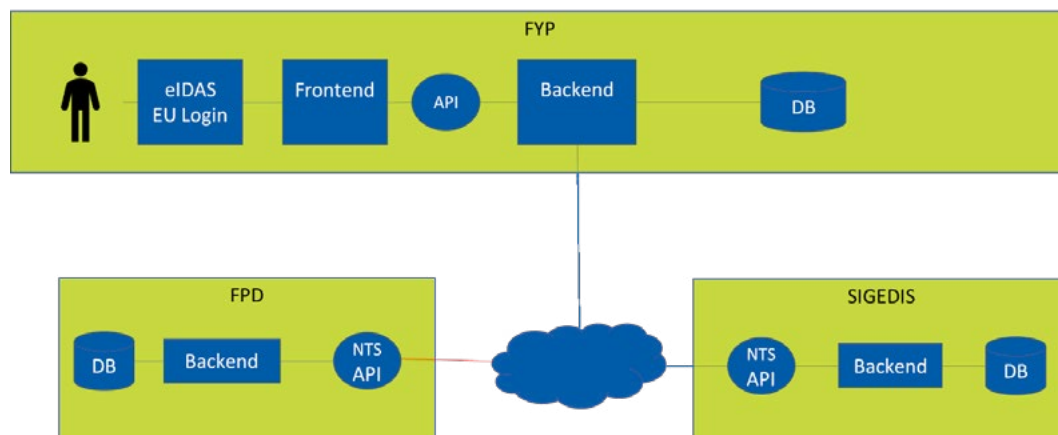 FYP
eIDAS
EU Login
Frontend
API
Backend
DB
FPD
DB
Backend
NTS
API
SIGEDIS
NTS
API
Backend
DB